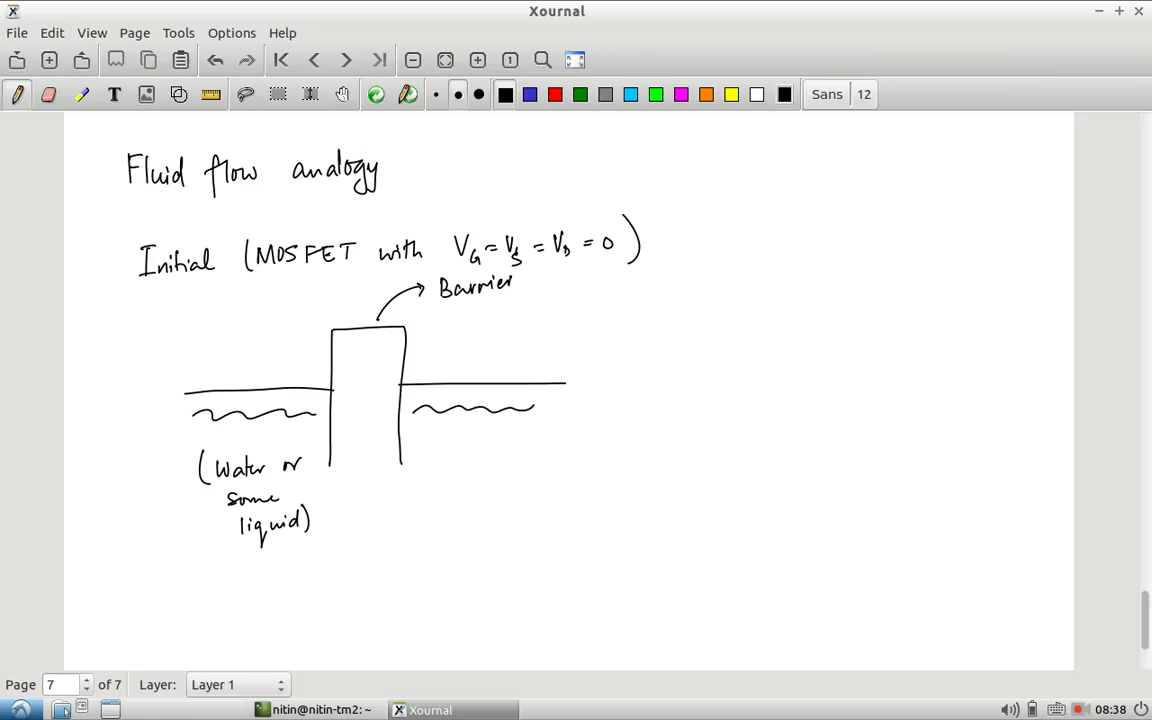 Xournal
File Edit View Page Tools Options Help
Sans 12
Fluid flow analogy
Initial (MOSFET with VG = VS = VD = 0)
Barrier
(Water or
some
liquid)
Page 7 of 7 Layer: Layer 1
nitin@nitin-tm2: ~ Xournal 08:38